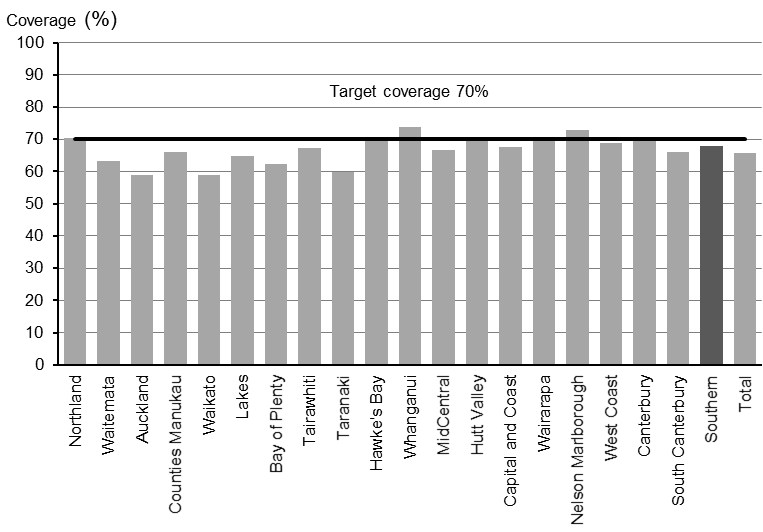 Coverage (%)
100
90
80
70
60
50
40
30
20
10
0
Target coverage 70%
Northland
Waitemata
Auckland
Counties Manukau
Waikato
Lakes
Bay of Plenty
Tairawhiti
Taranaki
Hawke's Bay
Whanganui
MidCentral
Hutt Valley
Capital and Coast
Wairarapa
Nelson Marlborough
West Coast
Canterbury
South Canterbury
Southern
Total